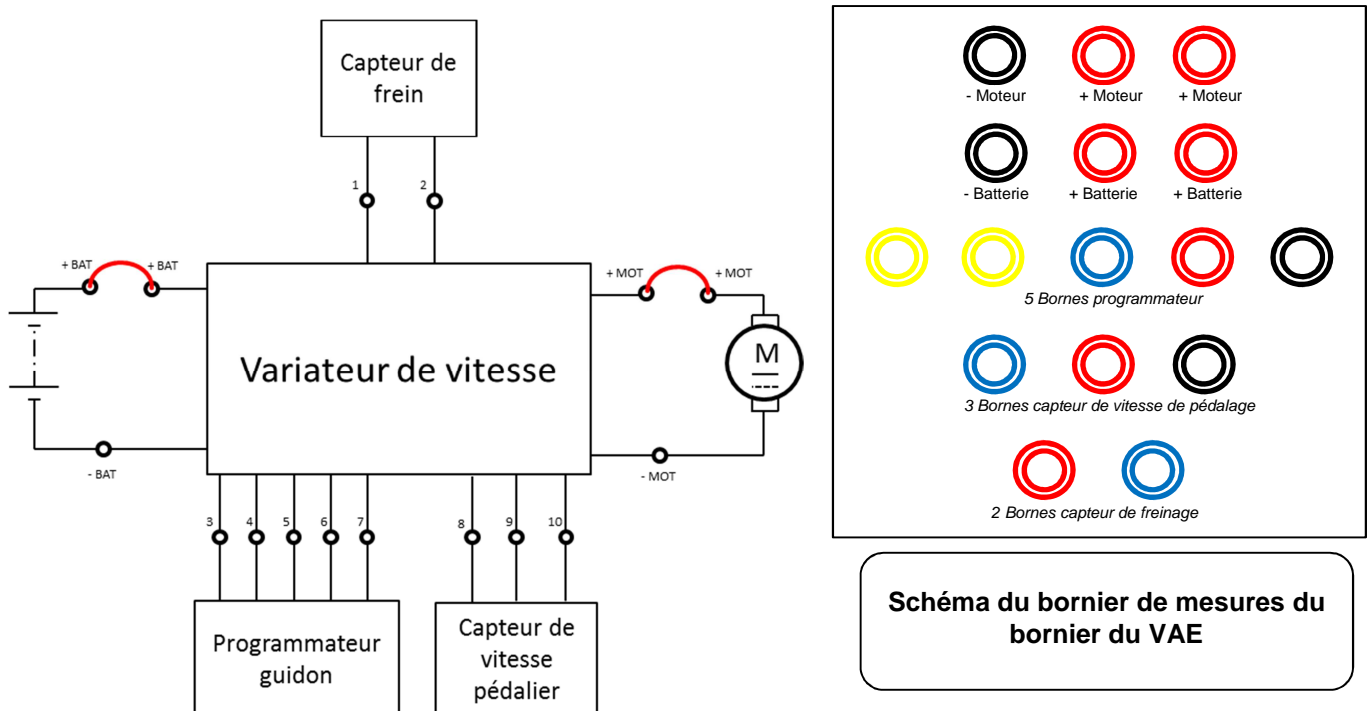 Capteur de
frein
1
2
+ BAT
+ BAT
+ MOT
+ MOT
Variateur de vitesse
M
- BAT
- MOT
3
4
5
6
7
8
9
10
Programmateur
guidon
Capteur de
vitesse
pédalier
- Moteur
+ Moteur
+ Moteur
- Batterie
+ Batterie
+ Batterie
5 Bornes programmateur
3 Bornes capteur de vitesse de pédalage
2 Bornes capteur de freinage
Schéma du bornier de mesures du
bornier du VAE